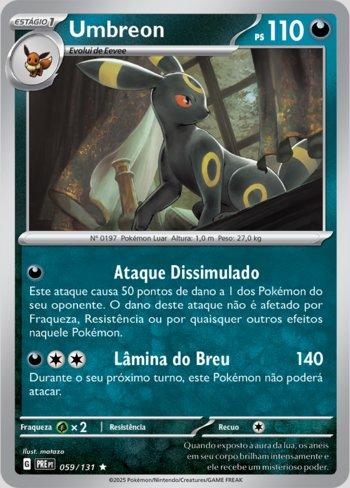 ESTÁGIO 1
Umbreon
PS 110
Evolui de Eevee
Nº 0197 Pokémon Luar Altura: 1,0 m Peso: 27,0 kg
Ataque Dissimulado
Este ataque causa 50 pontos de dano a 1 dos Pokémon do
seu oponente. O dano deste ataque não é afetado por
Fraqueza, Resistência ou por quaisquer outros efeitos
naquele Pokémon.
Lâmina do Breu 140
Durante o seu próximo turno, este Pokémon não poderá
atacar.
Fraqueza ×2 Resistência Recuo
Ilust. matazo
G PRE PT 059/131 ★
Quando exposto à aura da lua, os aneis
em seu corpo brilham intensamente e
ele recebe um misterioso poder.
©2025 Pokémon/Nintendo/Creatures/GAME FREAK